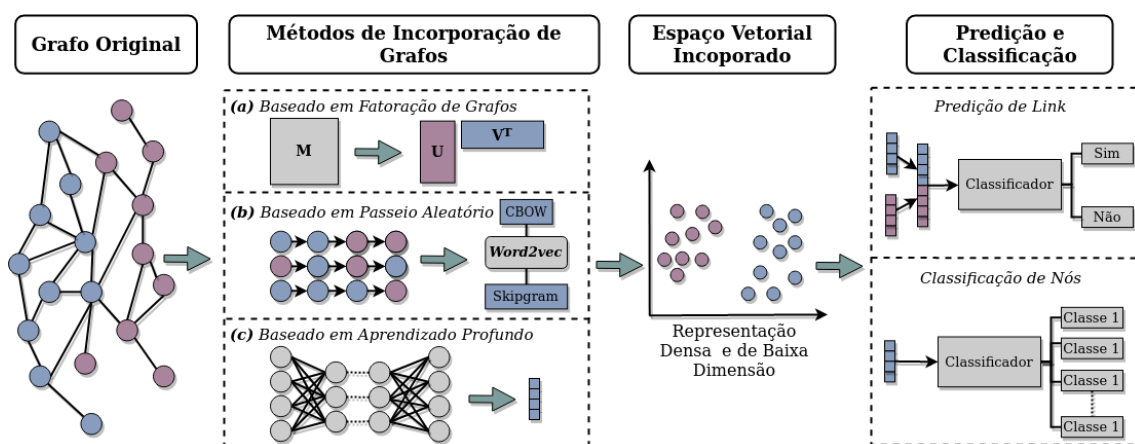 Grafo Original
Métodos de Incorporação de
Grafos
Espaço Vetorial
Incoporado
Predição e
Classificação
(a) Baseado em Fatoração de Grafos
M
U
V^T
(b) Baseado em Passeio Aleatório
CBOW
Word2vec
Skipgram
(c) Baseado em Aprendizado Profundo
Representação
Densa e de Baixa
Dimensão
Predição de Link
Classificador
Sim
Não
Classificação de Nós
Classificador
Classe 1
Classe 1
Classe 1
Classe 1